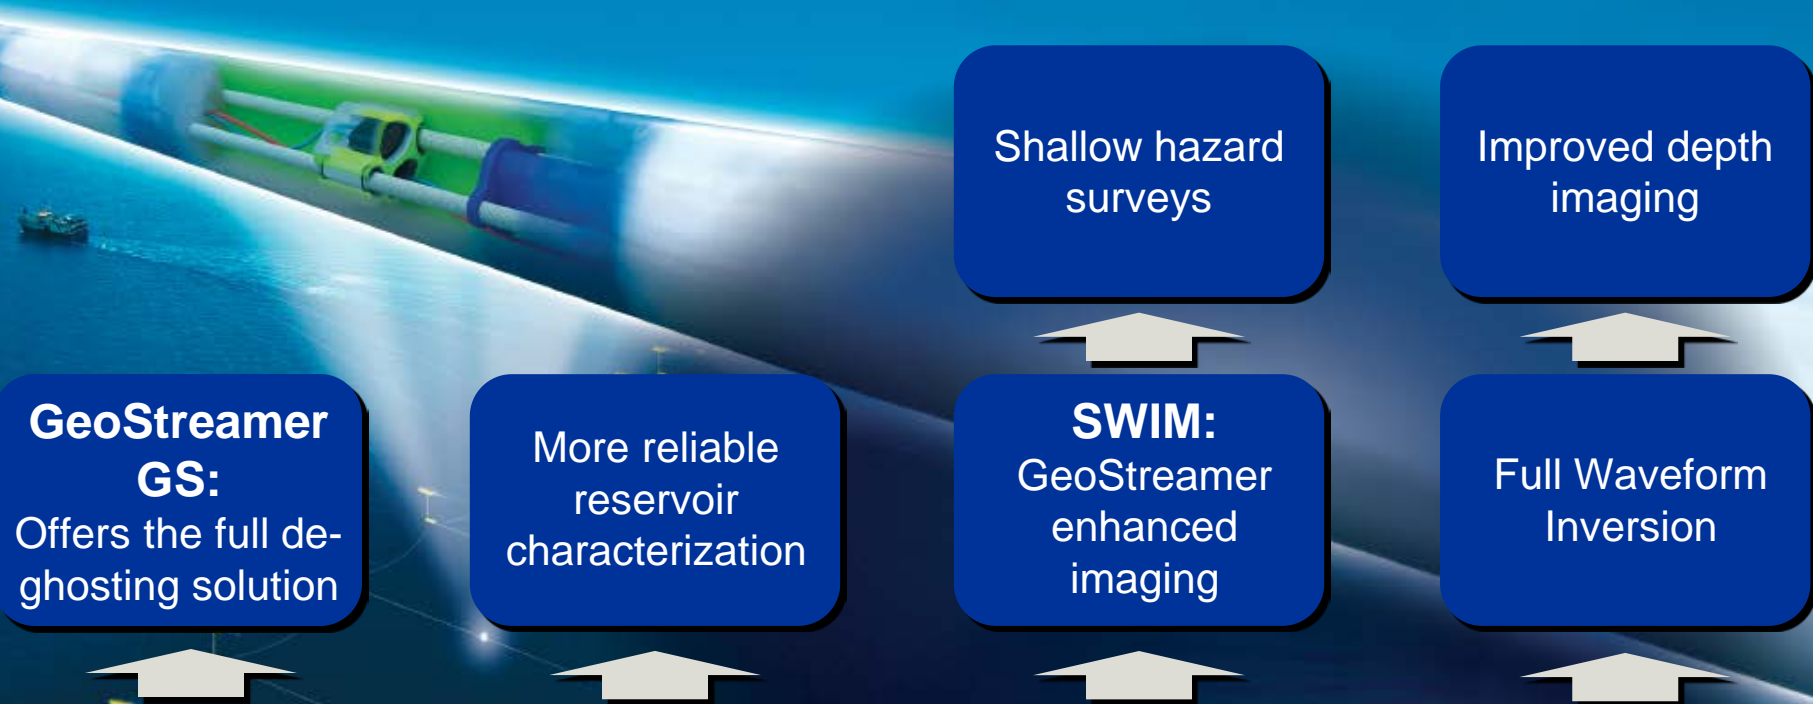 Shallow hazard
surveys
Improved depth
imaging
GeoStreamer
GS:
Offers the full de-
ghosting solution
More reliable
reservoir
characterization
SWIM:
GeoStreamer
enhanced
imaging
Full Waveform
Inversion